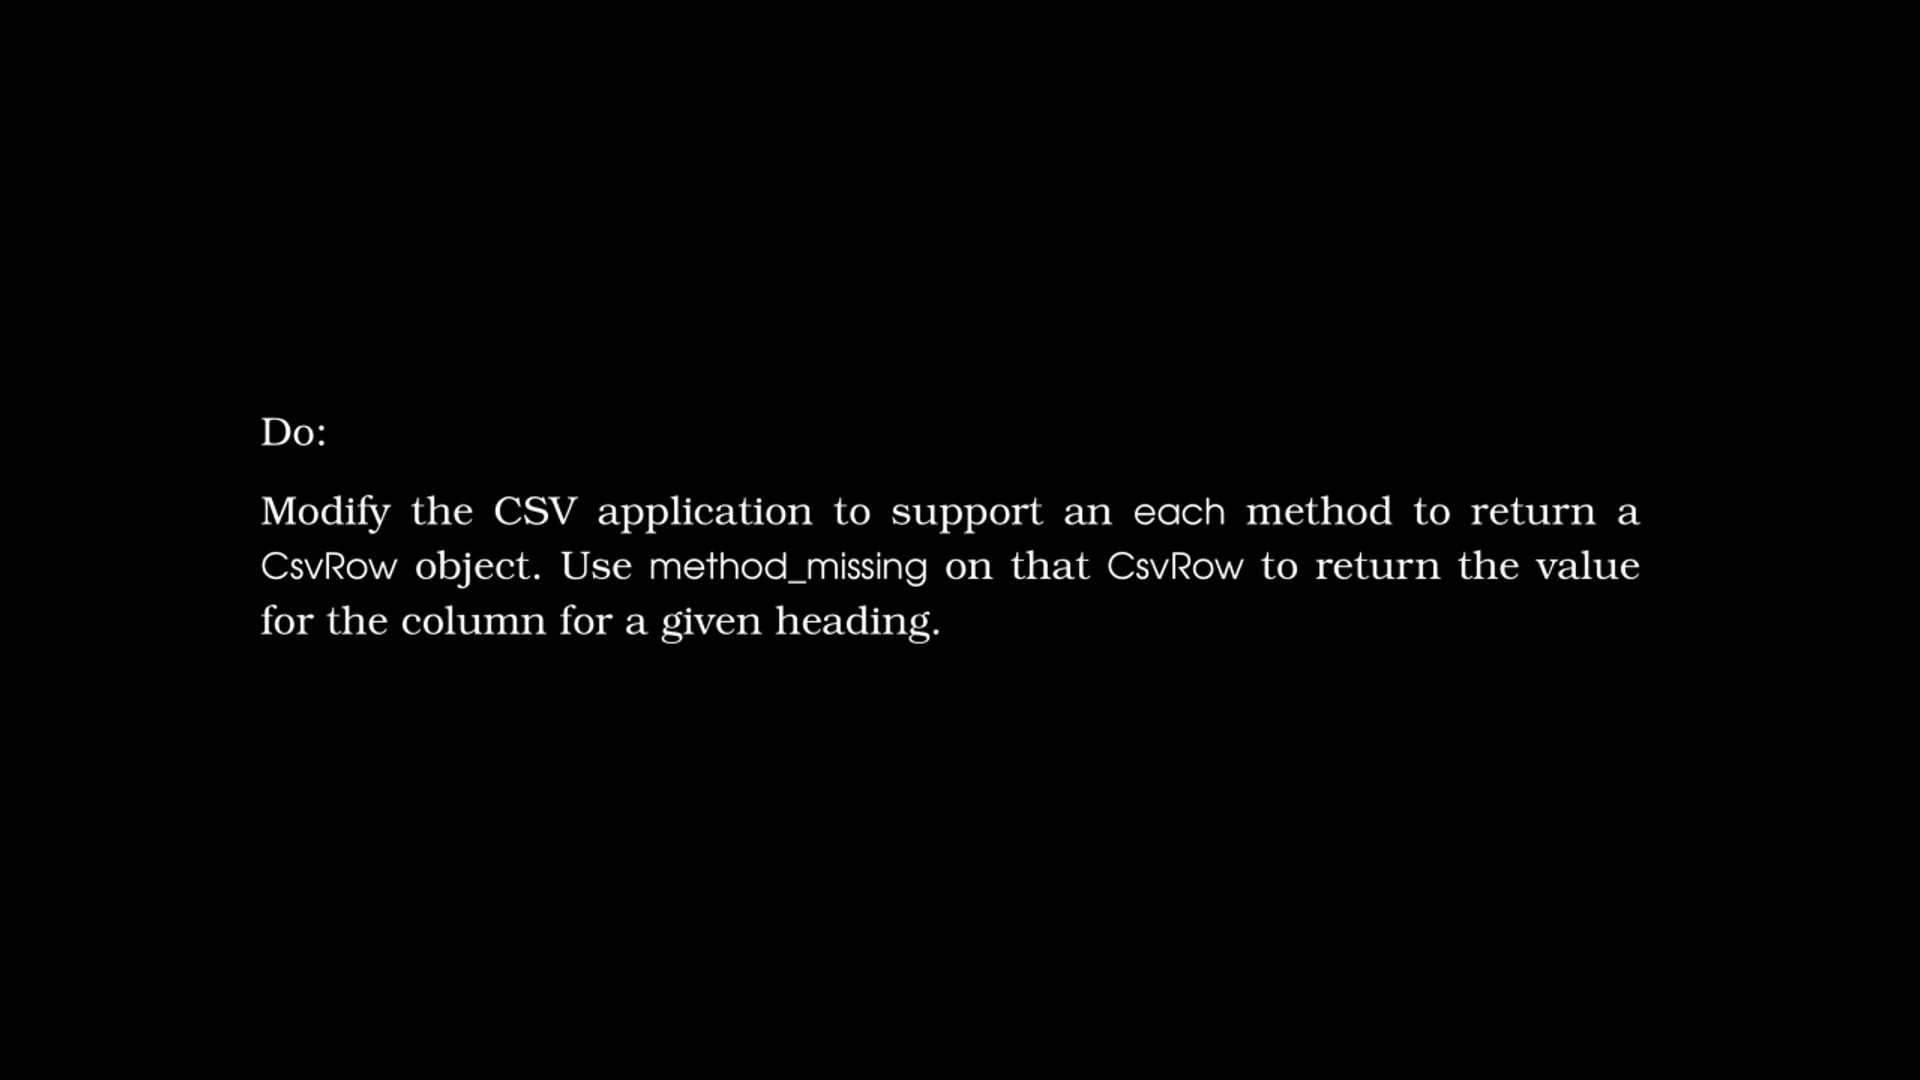 Do:
Modify the CSV application to support an each method to return a
CsvRow object. Use method_missing on that CsvRow to return the value
for the column for a given heading.